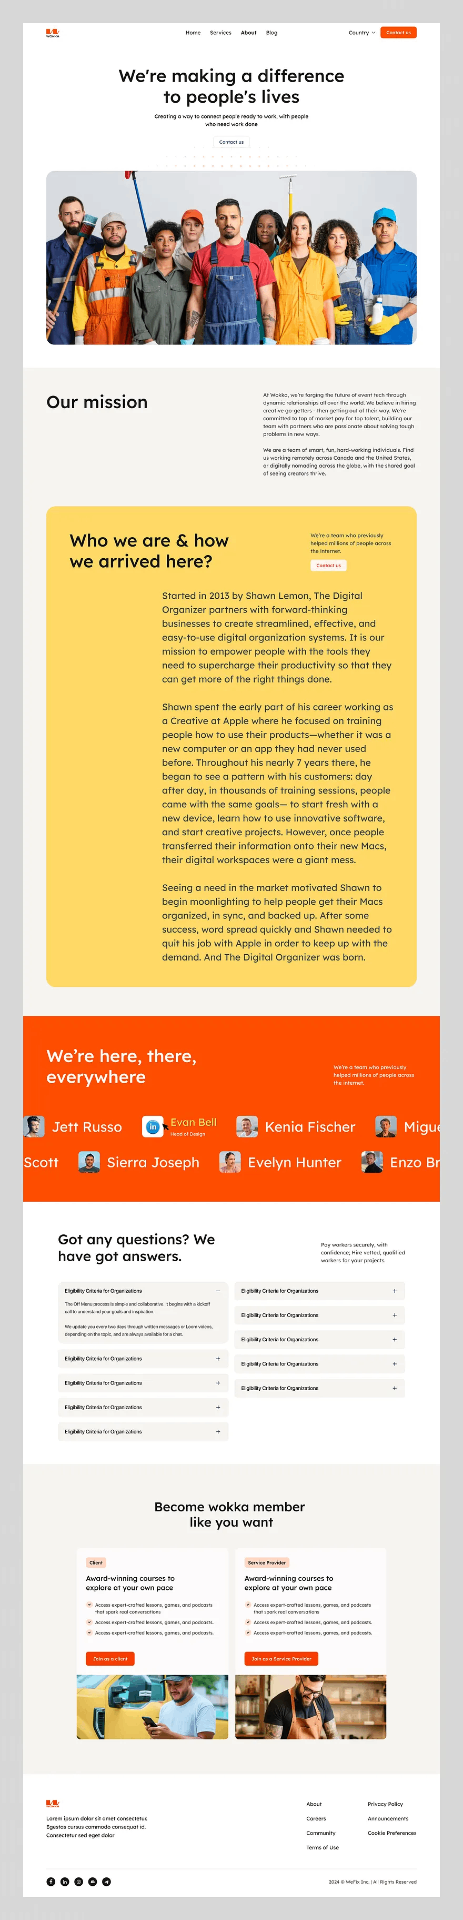 Home Services About Blog
Country
Contact us
We're making a difference
to people's lives
Creating a way to connect people ready to work, with people
who need work done
Contact us
Our mission
At Wokka, we're forging the future of event tech through
dynamic relationships all over the world. We believe in hiring
creative go-getters - then getting out of their way. We're
committed to top of market pay for top talent, building our
team with partners who are passionate about solving tough
problems in new ways.
We are a team of smart, fun, hard-working individuals. Find
us working remotely across Canada and the United States,
or digitally nomading across the globe, with the shared goal
of seeing creators thrive.
Who we are & how
we arrived here?
We're a team who previously
helped millions of people across
the internet.
Contact us
Started in 2013 by Shawn Lemon, The Digital
Organizer partners with forward-thinking
businesses to create streamlined, effective, and
easy-to-use digital organization systems. It is our
mission to empower people with the tools they
need to supercharge their productivity so that they
can get more of the right things done.
Shawn spent the early part of his career working as
a Creative at Apple where he focused on training
people how to use their products—whether it was a
new computer or an app they had never used
before. Throughout his nearly 7 years there, he
began to see a pattern with his customers: day
after day, in thousands of training sessions, people
came with the same goals— to start fresh with a
new device, learn how to use innovative software,
and start creative projects. However, once people
transferred their information onto their new Macs,
their digital workspaces were a giant mess.
Seeing a need in the market motivated Shawn to
begin moonlighting to help people get their Macs
organized, in sync, and backed up. After some
success, word spread quickly and Shawn needed to
quit his job with Apple in order to keep up with the
demand. And The Digital Organizer was born.
We're here, there,
everywhere
We're a team who previously
helped millions of people across
the internet.
Jett Russo
in
Evan Bell
Head of Design
Kenia Fischer
Migue
Scott
Sierra Joseph
Evelyn Hunter
Enzo Br
Got any questions? We
have got answers.
Pay workers securely, with
confidence; Hire vetted, qualified
workers for your projects.
Eligibility Criteria for Organizations
The Off Menu process is simple and collaborative. It begins with a kickoff
call to understand your goals and inspiration.
We update you every two days through written messages or Loom videos,
depending on the topic, and are always available for a chat.
Eligibility Criteria for Organizations
Eligibility Criteria for Organizations
Eligibility Criteria for Organizations
Eligibility Criteria for Organizations
Eligibility Criteria for Organizations
Eligibility Criteria for Organizations
Eligibility Criteria for Organizations
Eligibility Criteria for Organizations
Eligibility Criteria for Organizations
Become wokka member
like you want
Client
Award-winning courses to
explore at your own pace
Access expert-crafted lessons, games, and podcasts
that spark real conversations
Access expert-crafted lessons, games, and podcasts.
Access expert-crafted lessons, games, and podcasts.
Join as a client
Service Provider
Award-winning courses to
explore at your own pace
Access expert-crafted lessons, games, and podcasts
that spark real conversations
Access expert-crafted lessons, games, and podcasts.
Access expert-crafted lessons, games, and podcasts.
Join as a Service Provider
Lorem ipsum dolor sit amet consectetur.
Egestas cursus commodo consequat id.
Consectetur sed eget dolor
About
Careers
Community
Terms of Use
Privacy Policy
Announcements
Cookie Preferences
2024 © WeFix Inc. | All Rights Reserved